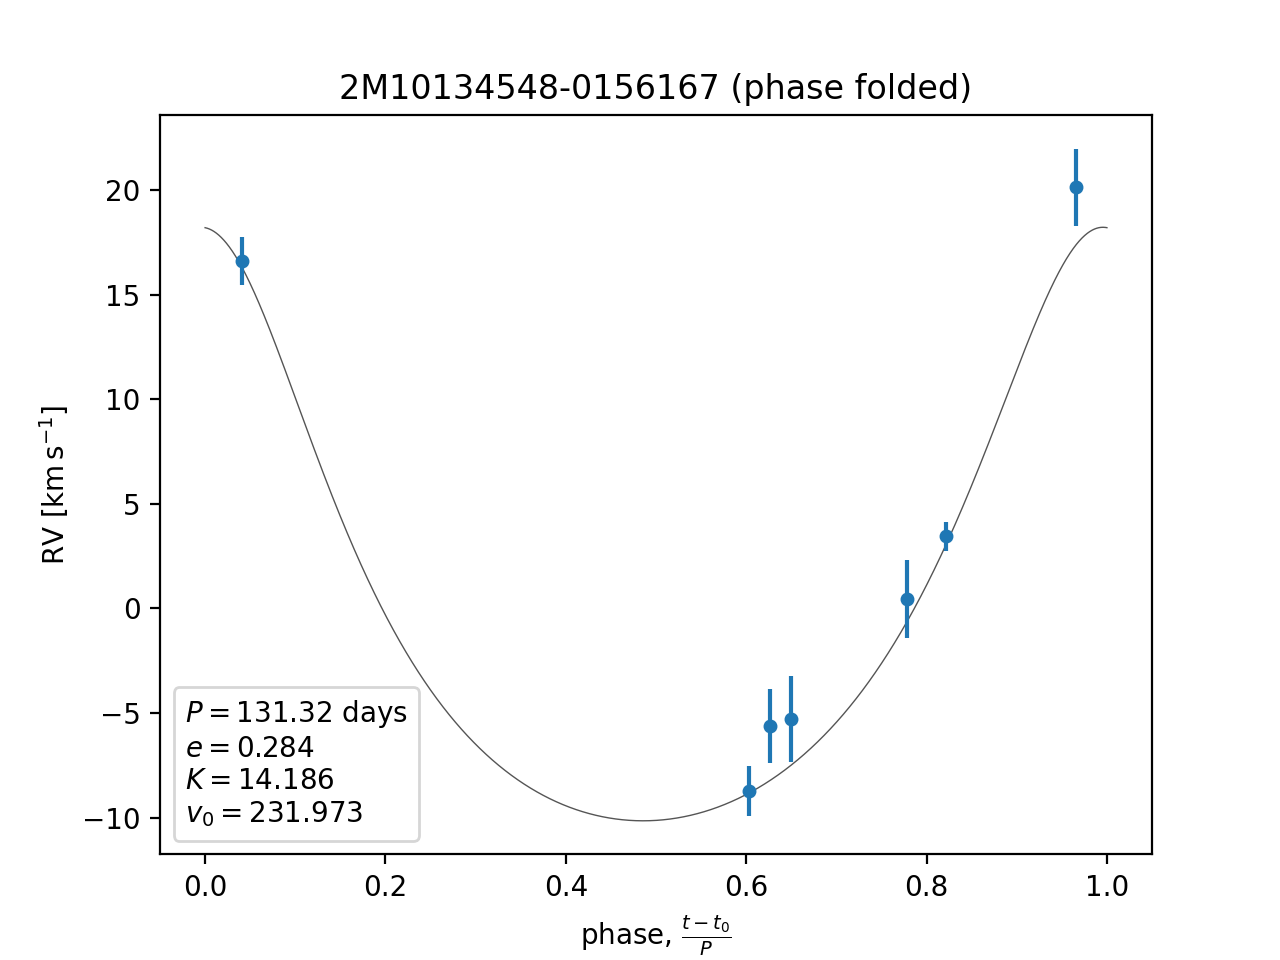 2M10134548-0156167 (phase folded)
RV [km s⁻¹]
20
15
10
5
0
−5
−10
P = 131.32 days
e = 0.284
K = 14.186
v₀ = 231.973
0.0 0.2 0.4 0.6 0.8 1.0
phase, (t − t₀)/P